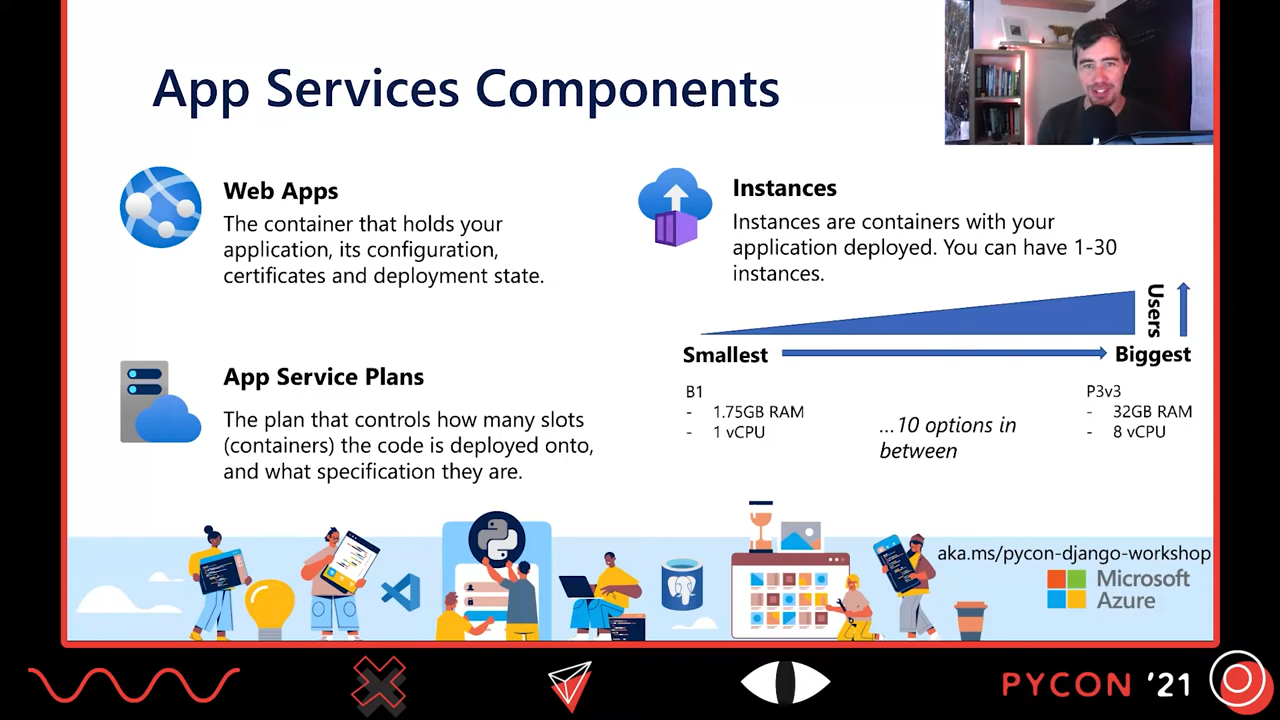 App Services Components
Web Apps
The container that holds your
application, its configuration,
certificates and deployment state.
App Service Plans
The plan that controls how many slots
(containers) the code is deployed onto,
and what specification they are.
Instances
Instances are containers with your
application deployed. You can have 1-30
instances.
Users
Smallest
Biggest
B1
- 1.75GB RAM
- 1 vCPU
...10 options in
between
P3v3
- 32GB RAM
- 8 vCPU
aka.ms/pycon-django-workshop
Microsoft
Azure
PYCON '21